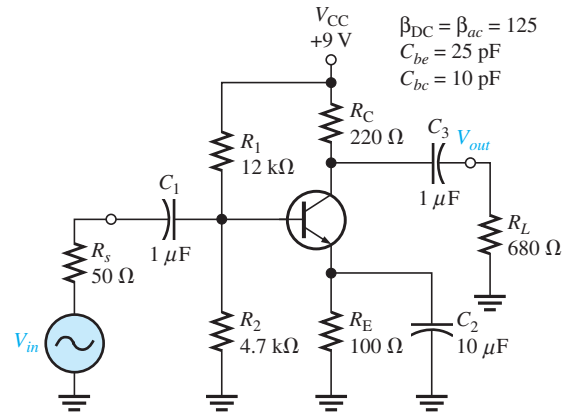 V_CC
+9 V
β_DC = β_ac = 125
C_be = 25 pF
C_bc = 10 pF
R_C
220 Ω
C_3
V_out
1 μF
R_1
12 kΩ
C_1
1 μF
R_s
50 Ω
R_L
680 Ω
V_in
R_2
4.7 kΩ
R_E
100 Ω
C_2
10 μF